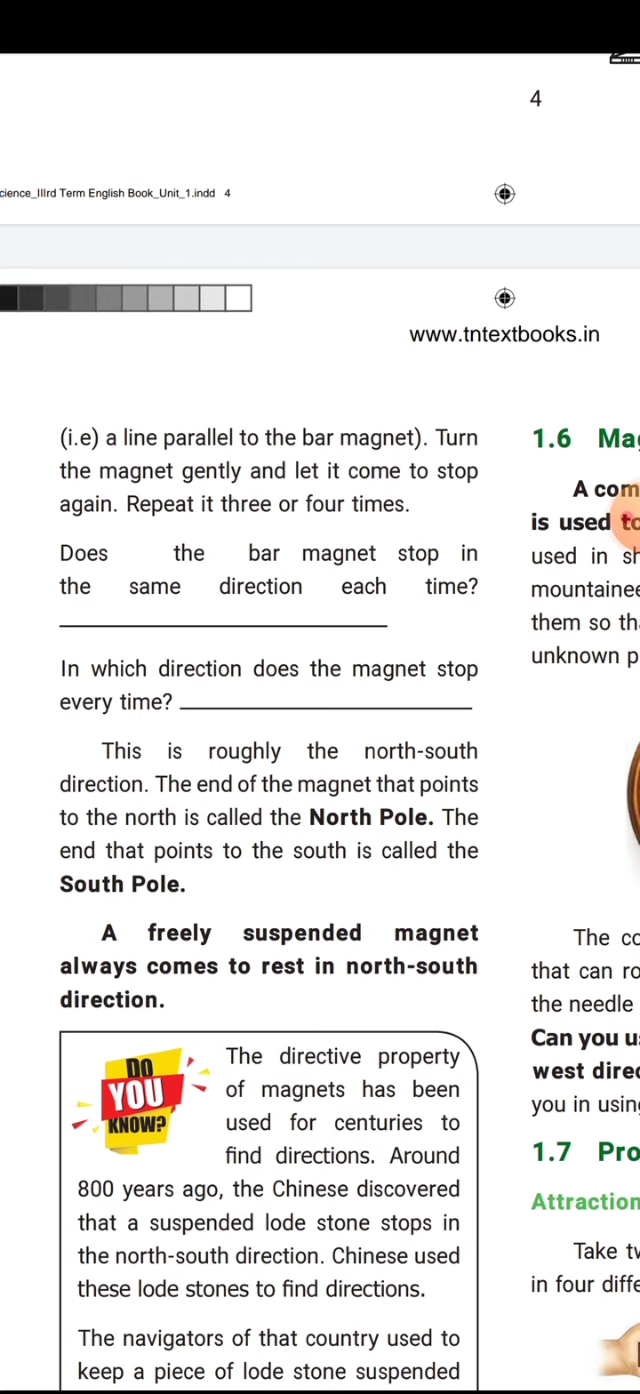 4
cience_IIIrd Term English Book_Unit_1.indd 4
www.tntextbooks.in
(i.e) a line parallel to the bar magnet). Turn
the magnet gently and let it come to stop
again. Repeat it three or four times.
Does the bar magnet stop in
the same direction each time?
In which direction does the magnet stop
every time?
This is roughly the north-south
direction. The end of the magnet that points
to the north is called the North Pole. The
end that points to the south is called the
South Pole.
A freely suspended magnet
always comes to rest in north-south
direction.
DO
YOU
KNOW?
The directive property
of magnets has been
used for centuries to
find directions. Around
800 years ago, the Chinese discovered
that a suspended lode stone stops in
the north-south direction. Chinese used
these lode stones to find directions.
The navigators of that country used to
keep a piece of lode stone suspended
1.6 Ma
A com
is used to
used in sh
mountainee
them so tha
unknown p
The co
that can ro
the needle
Can you us
west direc
you in using
1.7 Pro
Attraction
Take tw
in four diffe